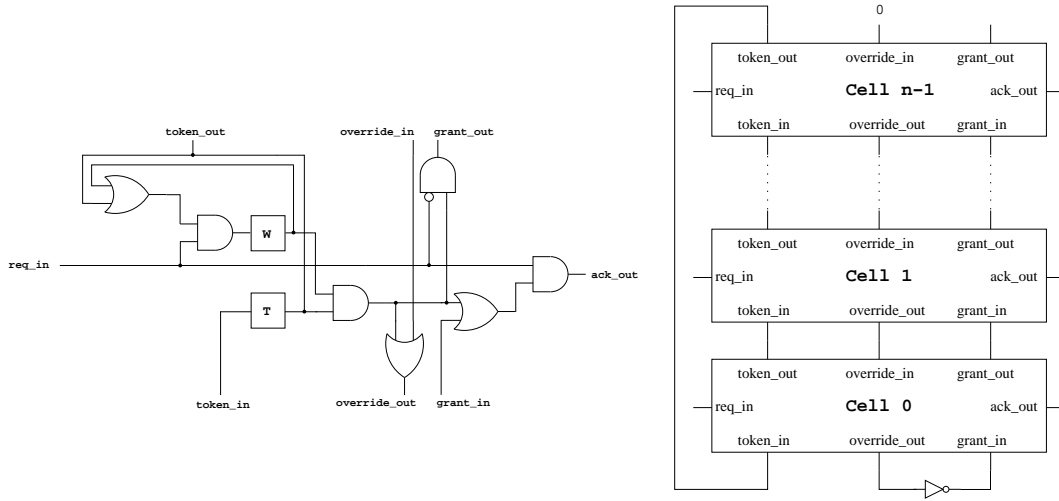 token_out override_in grant_out
W
req_in
ack_out
T
token_in override_out grant_in
0
token_out override_in grant_out
req_in Cell n-1 ack_out
token_in override_out grant_in
token_out override_in grant_out
req_in Cell 1 ack_out
token_in override_out grant_in
token_out override_in grant_out
req_in Cell 0 ack_out
token_in override_out grant_in